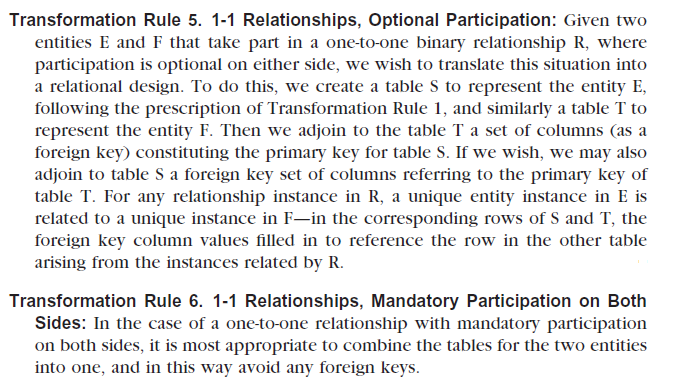 Transformation Rule 5. 1-1 Relationships, Optional Participation: Given two
entities E and F that take part in a one-to-one binary relationship R, where
participation is optional on either side, we wish to translate this situation into
a relational design. To do this, we create a table S to represent the entity E,
following the prescription of Transformation Rule 1, and similarly a table T to
represent the entity F. Then we adjoin to the table T a set of columns (as a
foreign key) constituting the primary key for table S. If we wish, we may also
adjoin to table S a foreign key set of columns referring to the primary key of
table T. For any relationship instance in R, a unique entity instance in E is
related to a unique instance in F—in the corresponding rows of S and T, the
foreign key column values filled in to reference the row in the other table
arising from the instances related by R.
Transformation Rule 6. 1-1 Relationships, Mandatory Participation on Both
Sides: In the case of a one-to-one relationship with mandatory participation
on both sides, it is most appropriate to combine the tables for the two entities
into one, and in this way avoid any foreign keys.